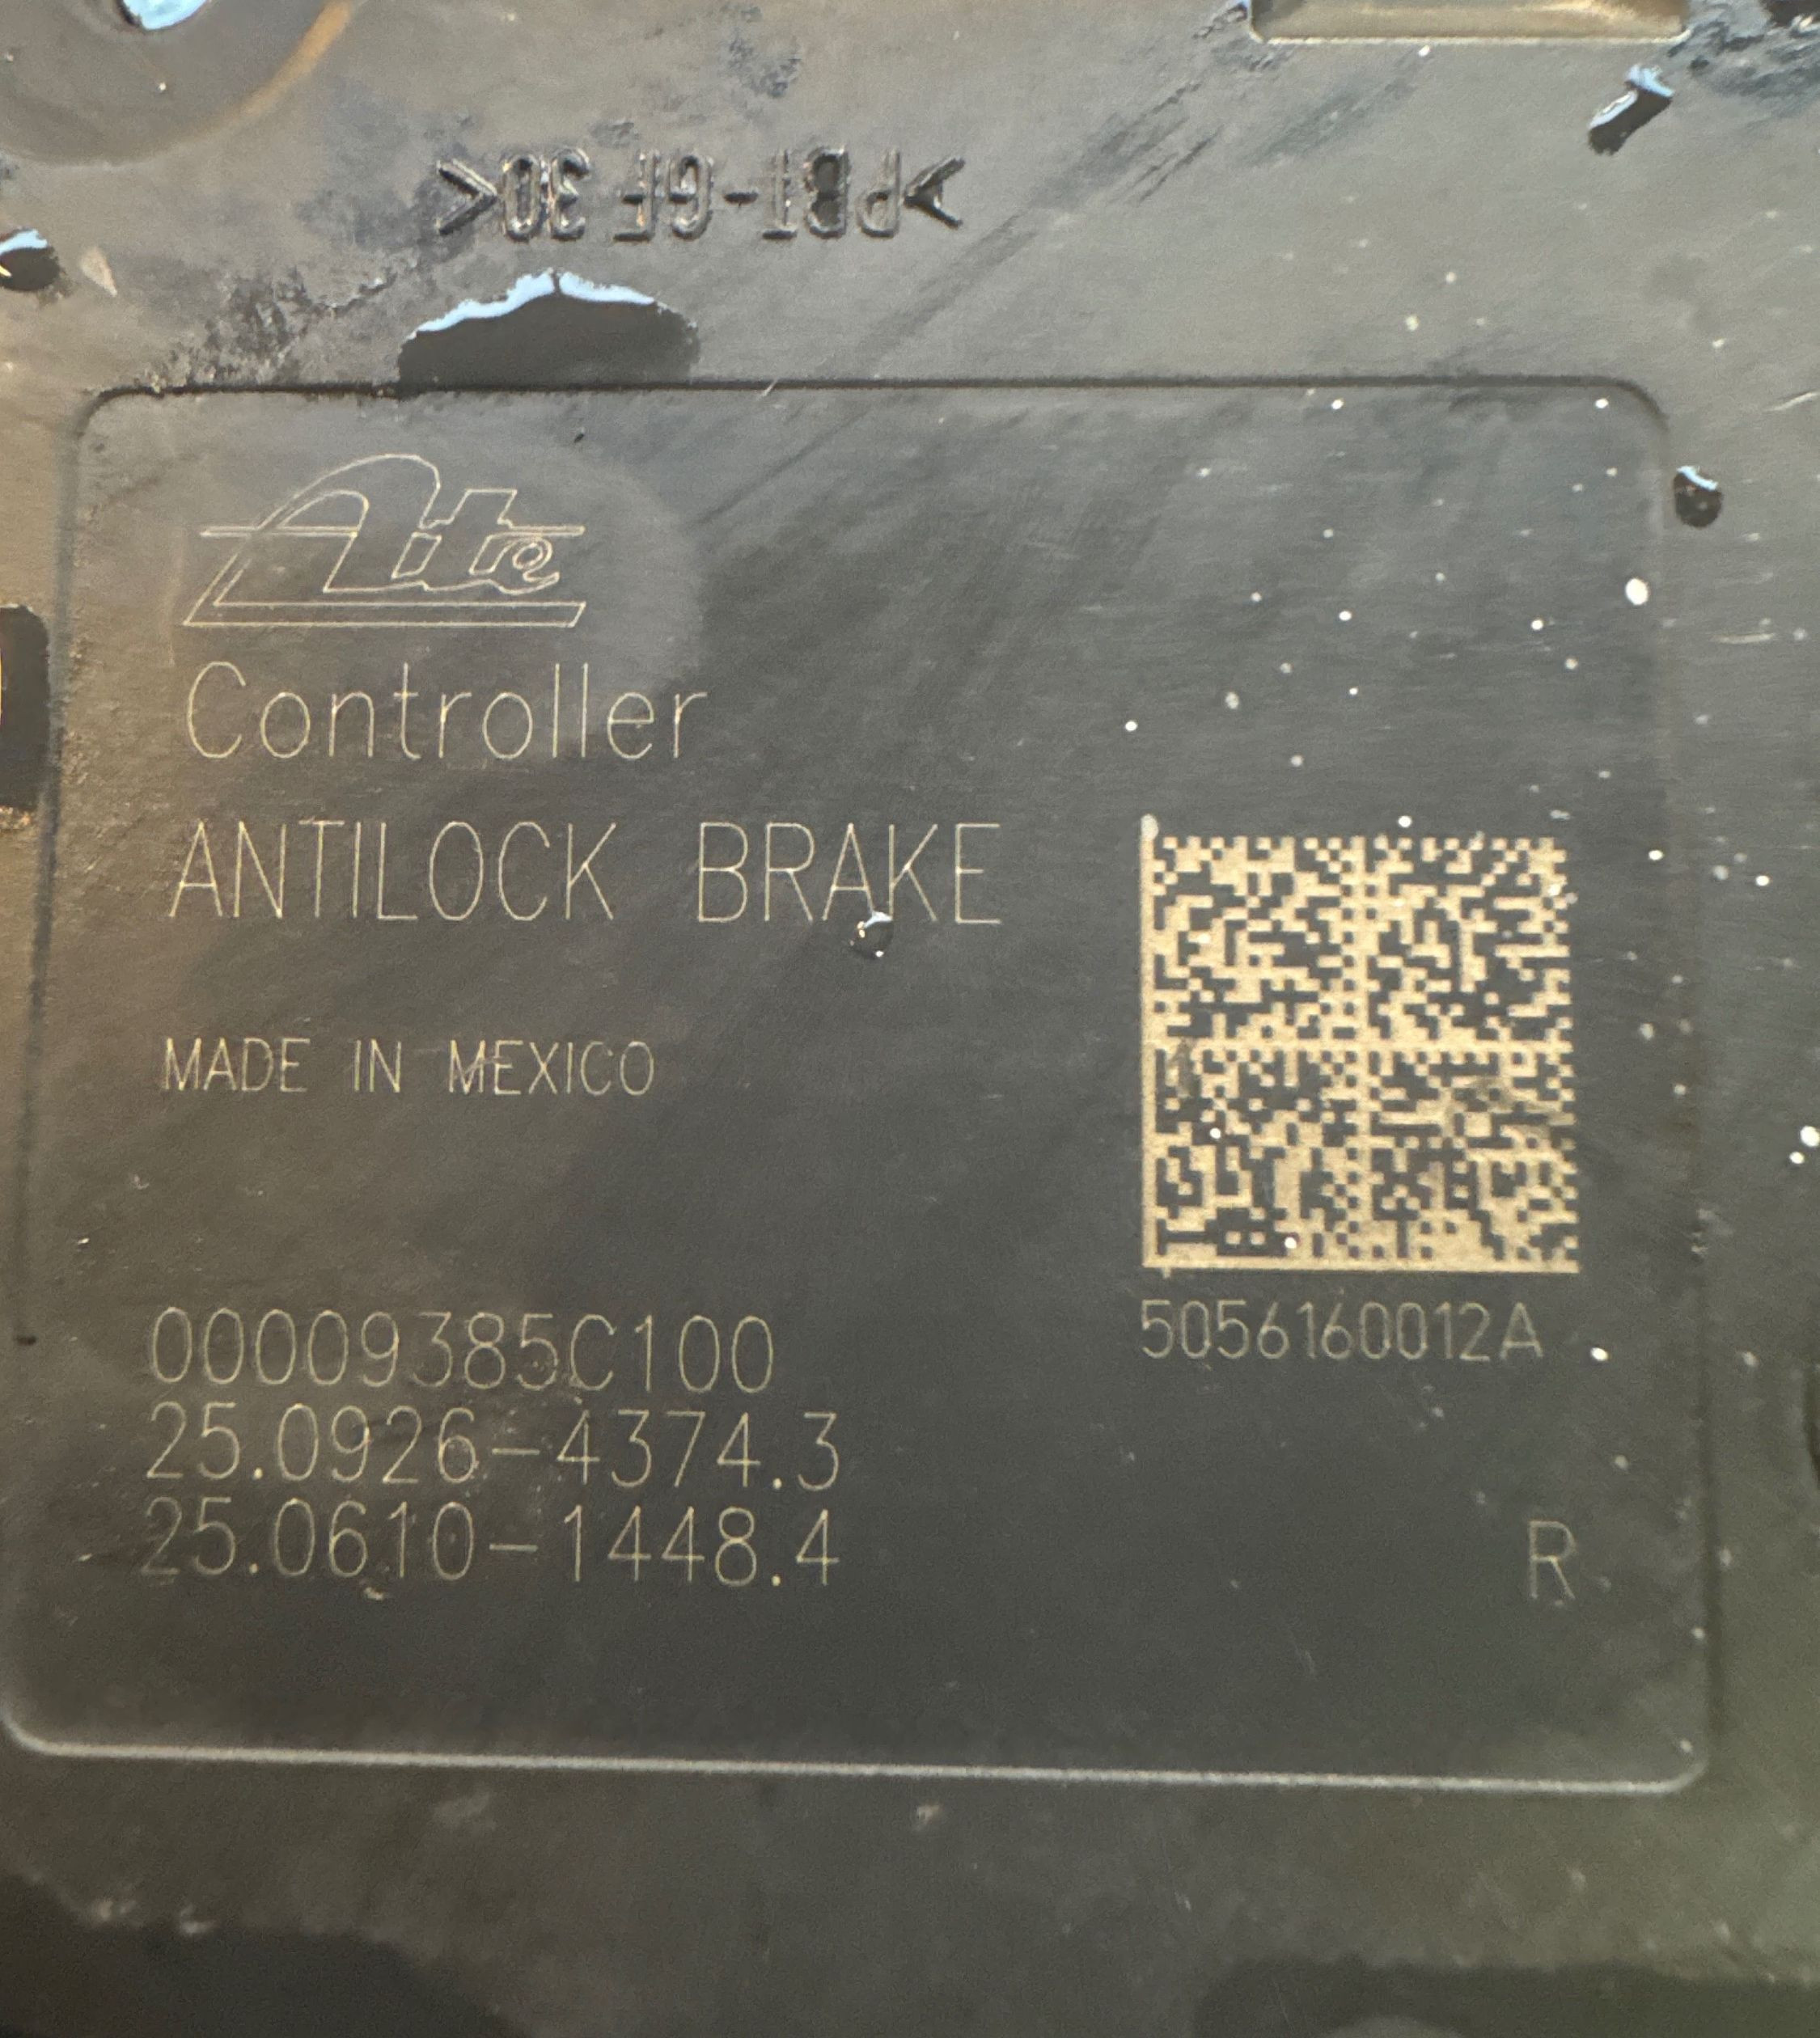 >PBT-GF 30<
Ate
Controller
ANTILOCK BRAKE
MADE IN MEXICO
5056160012A
00009385C100
25.0926-4374.3
25.0610-1448.4
R